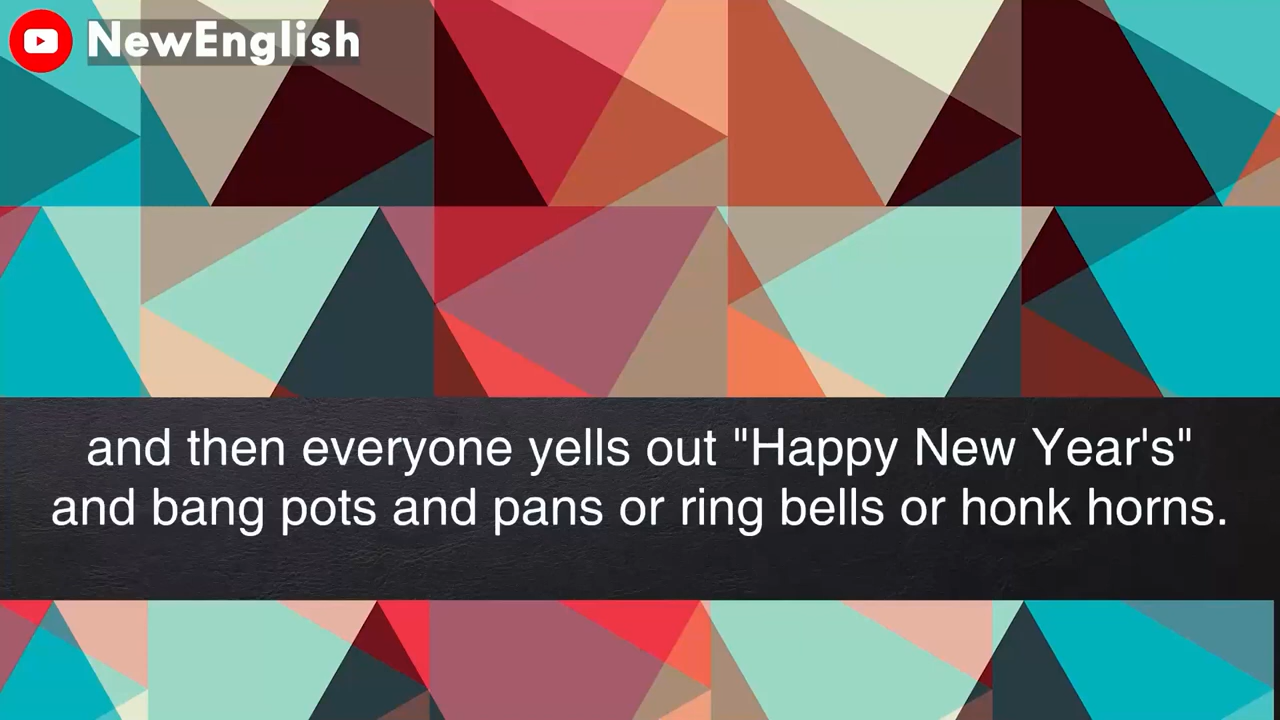 NewEnglish
and then everyone yells out "Happy New Year's"
and bang pots and pans or ring bells or honk horns.